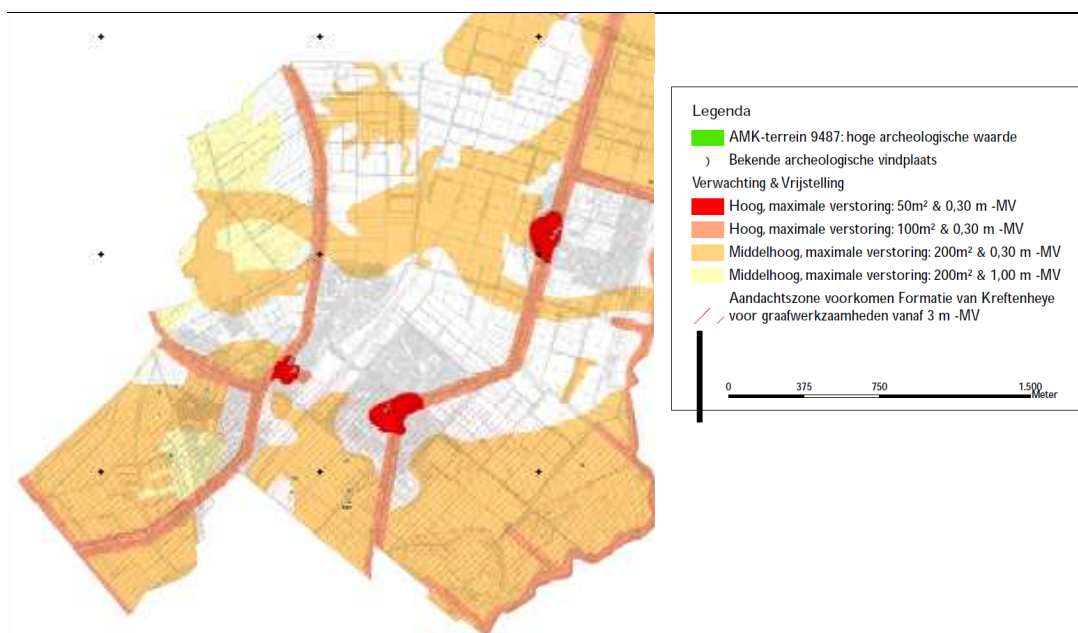 Legenda
AMK-terrein 9487: hoge archeologische waarde
) Bekende archeologische vindplaats
Verwachting & Vrijstelling
Hoog, maximale verstoring: 50m² & 0,30 m -MV
Hoog, maximale verstoring: 100m² & 0,30 m -MV
Middelhoog, maximale verstoring: 200m² & 0,30 m -MV
Middelhoog, maximale verstoring: 200m² & 1,00 m -MV
Aandachtszone voorkomen Formatie van Kreftenheye
voor graafwerkzaamheden vanaf 3 m -MV
0 375 750 1.500
Meter